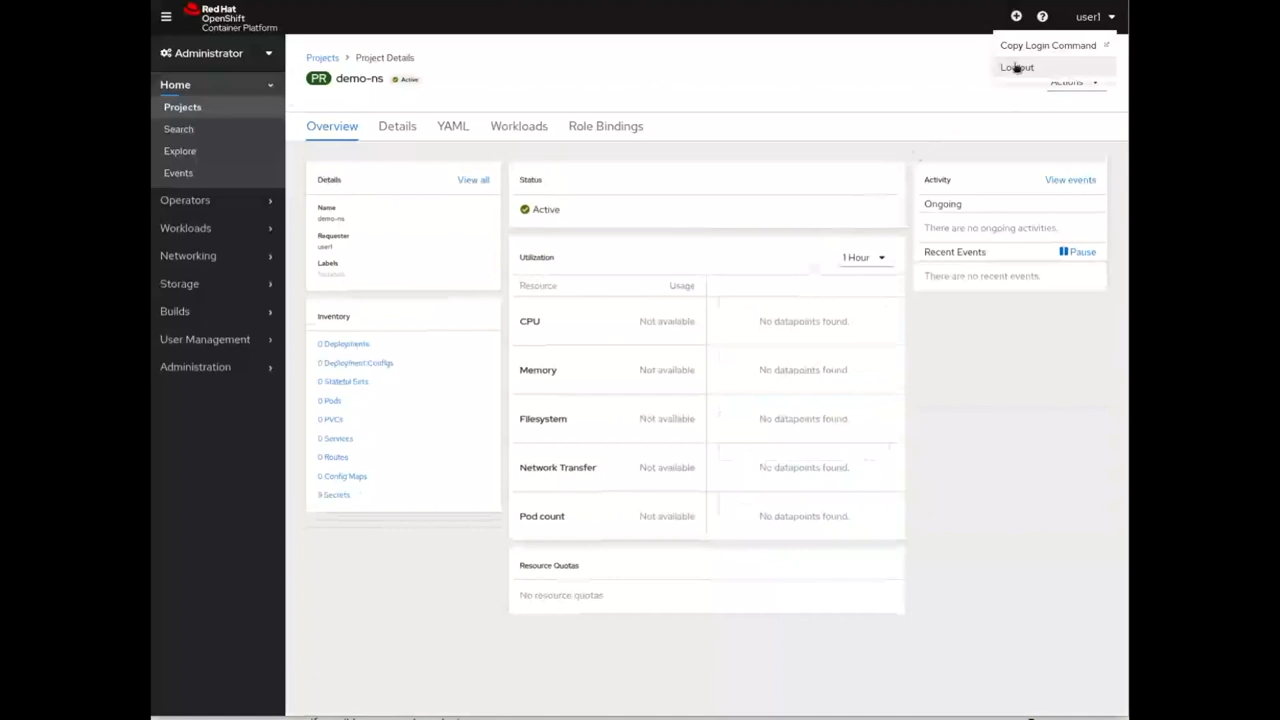 Red Hat
OpenShift
Container Platform
user1
Administrator
Home
Projects
Search
Explore
Events
Operators
Workloads
Networking
Storage
Builds
User Management
Administration
Projects > Project Details
PR demo-ns Active
Copy Login Command
Actions
Overview Details YAML Workloads Role Bindings
Details View all
Name
demo-ns
Requester
user1
Labels
Inventory
0 Deployments
0 Deployment Configs
0 Stateful Sets
0 Pods
0 PVCs
0 Services
0 Routes
0 Config Maps
9 Secrets
Status
Active
Utilization 1 Hour
Resource Usage
CPU Not available No datapoints found.
Memory Not available No datapoints found.
Filesystem Not available No datapoints found.
Network Transfer Not available No datapoints found.
Pod count Not available No datapoints found.
Resource Quotas
No resource quotas
Activity View events
Ongoing
There are no ongoing activities.
Recent Events Pause
There are no recent events.